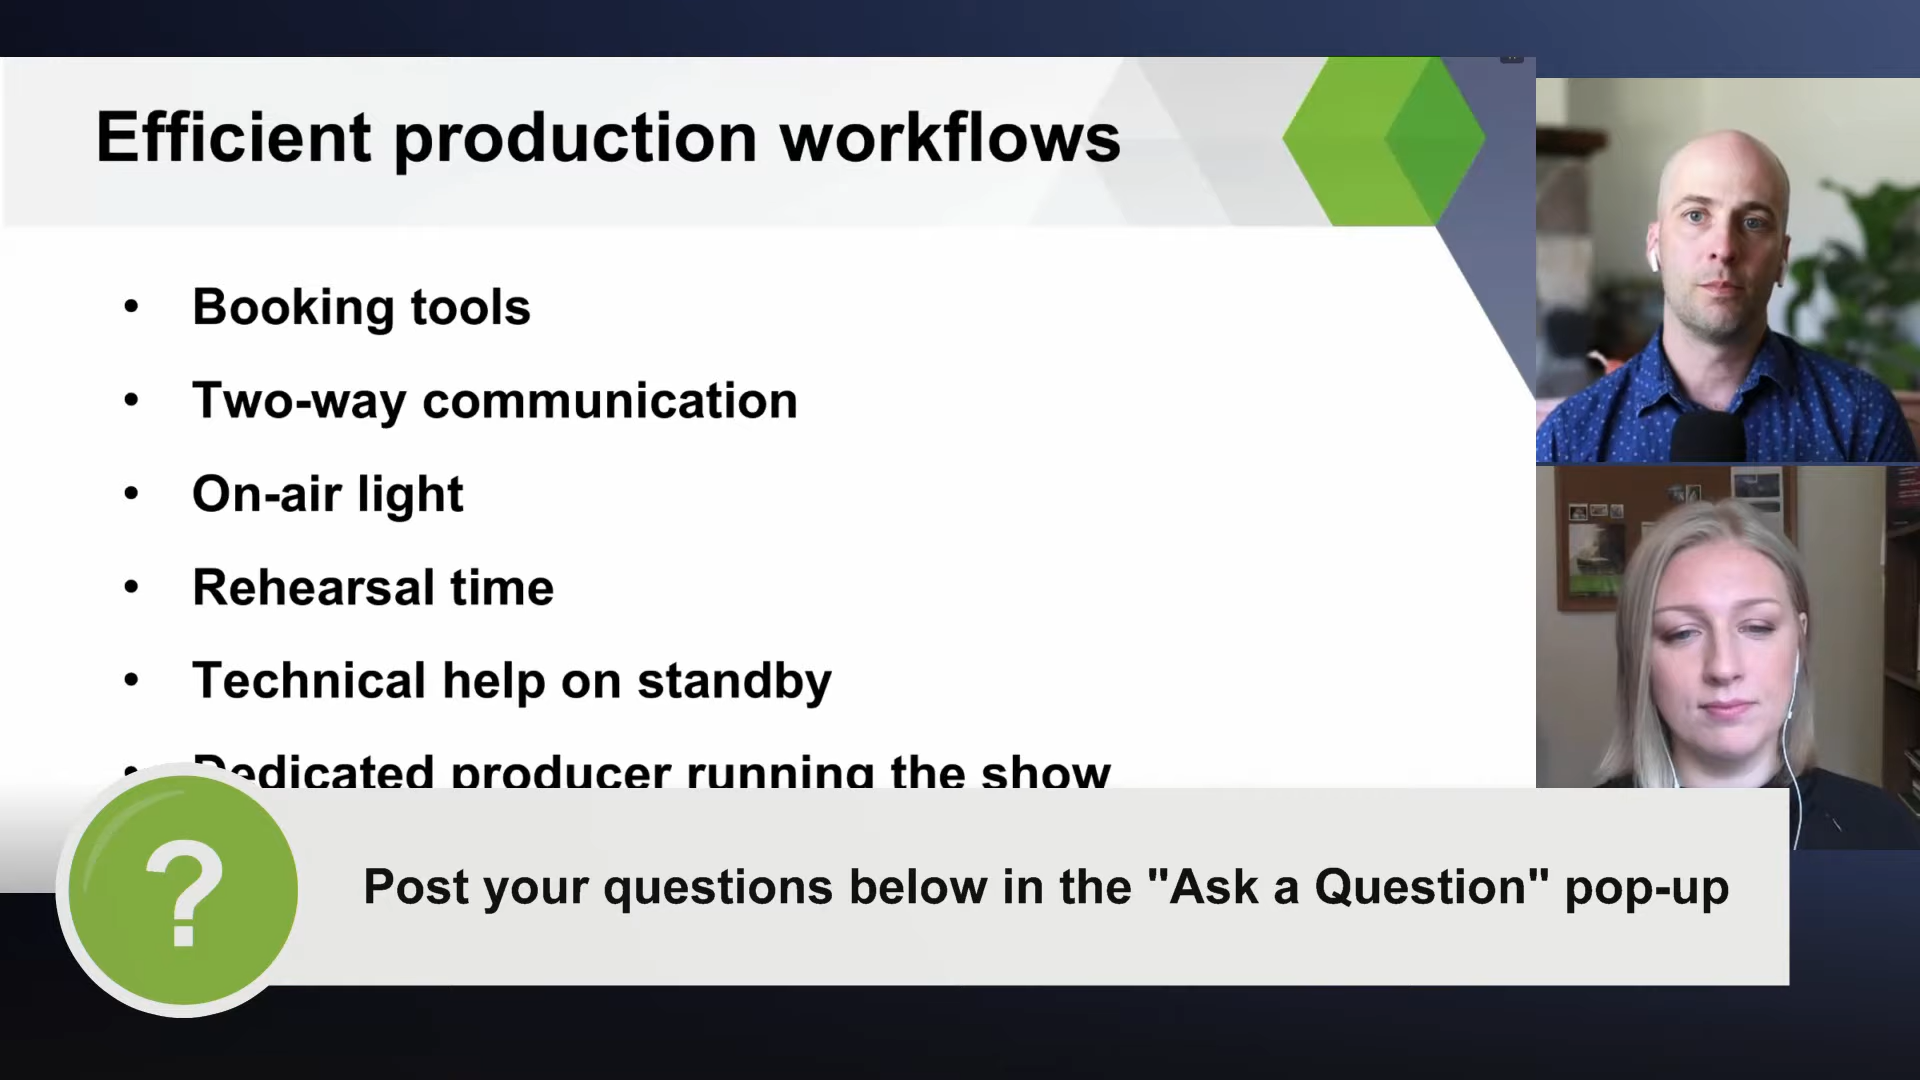 Efficient production workflows
• Booking tools
• Two-way communication
• On-air light
• Rehearsal time
• Technical help on standby
• Dedicated producer running the show
?
Post your questions below in the "Ask a Question" pop-up